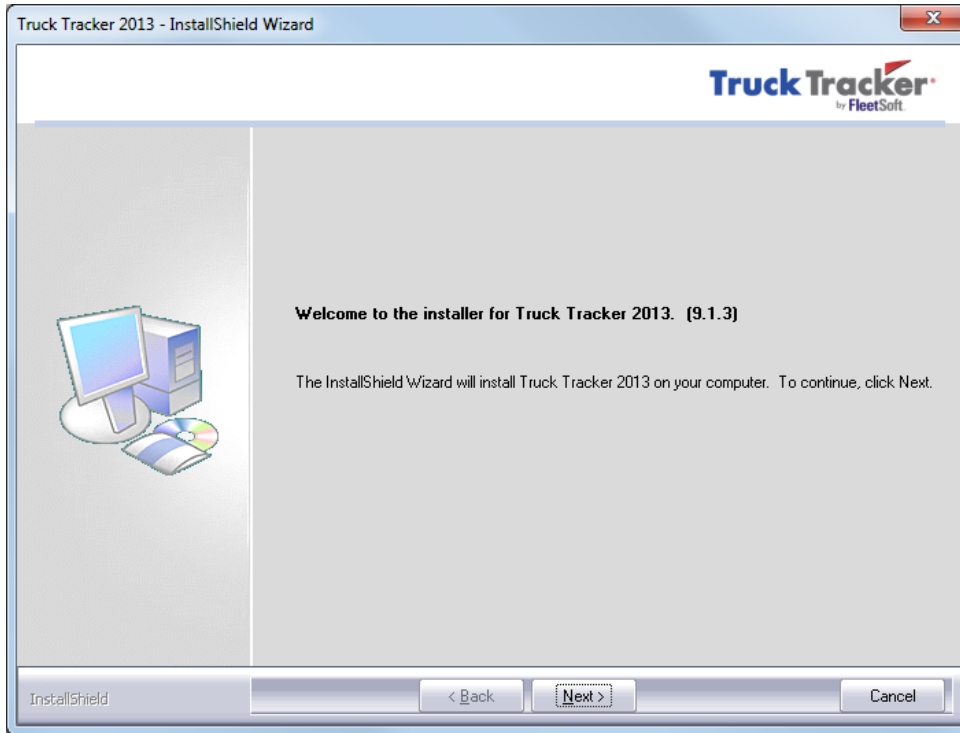 Truck Tracker 2013 - InstallShield Wizard
Truck Tracker
by FleetSoft
Welcome to the installer for Truck Tracker 2013. (9.1.3)
The InstallShield Wizard will install Truck Tracker 2013 on your computer. To continue, click Next.
InstallShield
< Back
Next >
Cancel